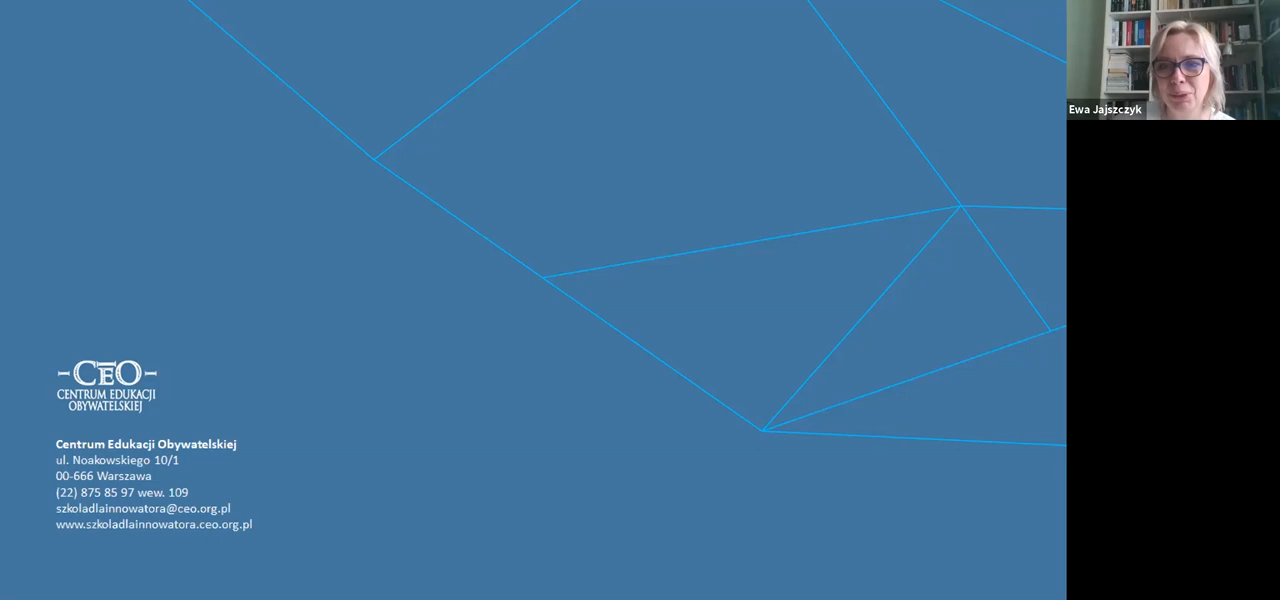 CEO
CENTRUM EDUKACJI
OBYWATELSKIEJ
Centrum Edukacji Obywatelskiej
ul. Noakowskiego 10/1
00-666 Warszawa
(22) 875 85 97 wew. 109
szkoladlainnowatora@ceo.org.pl
www.szkoladlainnowatora.ceo.org.pl
Ewa Jajszczyk